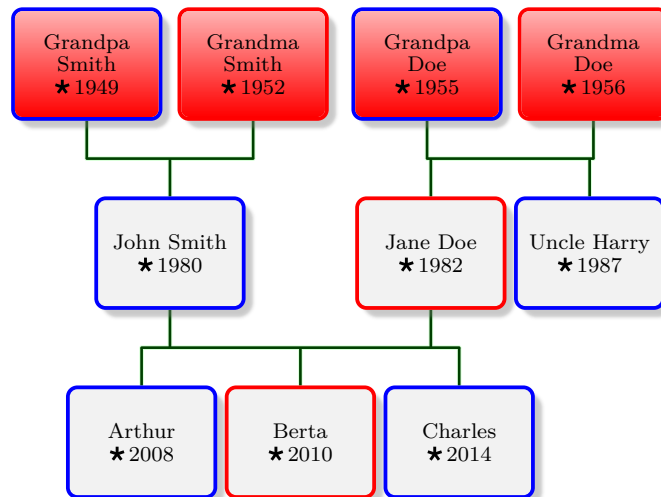 Grandpa
Smith
★ 1949
Grandma
Smith
★ 1952
Grandpa
Doe
★ 1955
Grandma
Doe
★ 1956
John Smith
★ 1980
Jane Doe
★ 1982
Uncle Harry
★ 1987
Arthur
★ 2008
Berta
★ 2010
Charles
★ 2014